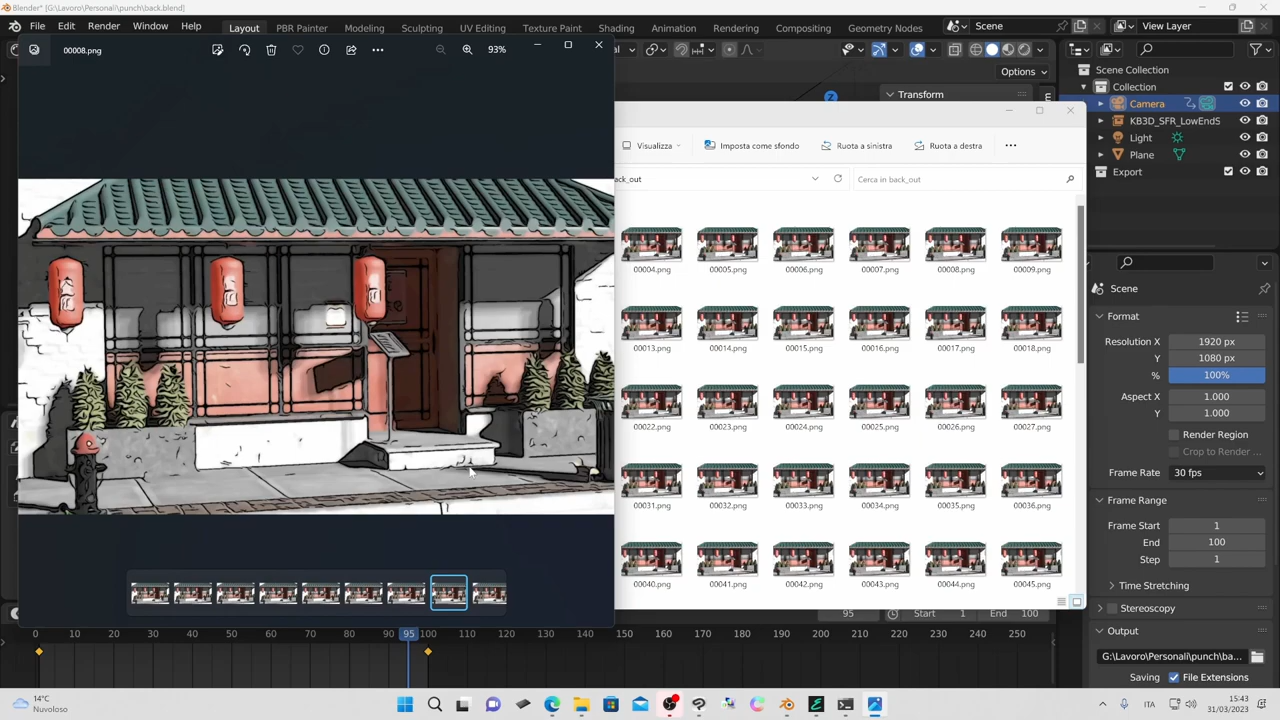 Blender* [G:\Lavoro\Personali\punch\back.blend]
File Edit Render Window Help Layout PBR Painter Modeling Sculpting UV Editing Texture Paint Shading Animation Rendering Compositing Geometry Nodes Scene View Layer
00008.png 93%
Options
Transform
Scene Collection
Collection
Camera
KB3D_SFR_LowEndS
Light
Plane
Export
Visualizza Imposta come sfondo Ruota a sinistra Ruota a destra
ack_out Cerca in back_out
00004.png 00005.png 00006.png 00007.png 00008.png 00009.png
00013.png 00014.png 00015.png 00016.png 00017.png 00018.png
00022.png 00023.png 00024.png 00025.png 00026.png 00027.png
00031.png 00032.png 00033.png 00034.png 00035.png 00036.png
00040.png 00041.png 00042.png 00043.png 00044.png 00045.png
Scene
Format
Resolution X 1920 px
Y 1080 px
% 100%
Aspect X 1.000
Y 1.000
Render Region
Crop to Render ...
Frame Rate 30 fps
Frame Range
Frame Start 1
End 100
Step 1
Time Stretching
Stereoscopy
Output
G:\Lavoro\Personali\punch\ba...
Saving File Extensions
95 Start 1 End 100
0 10 20 30 40 50 60 70 80 90 95 100 110 120 130 140 150 160 170 180 190 200 210 220 230 240 250
14°C
Nuvoloso
ITA
15:43
31/03/2023